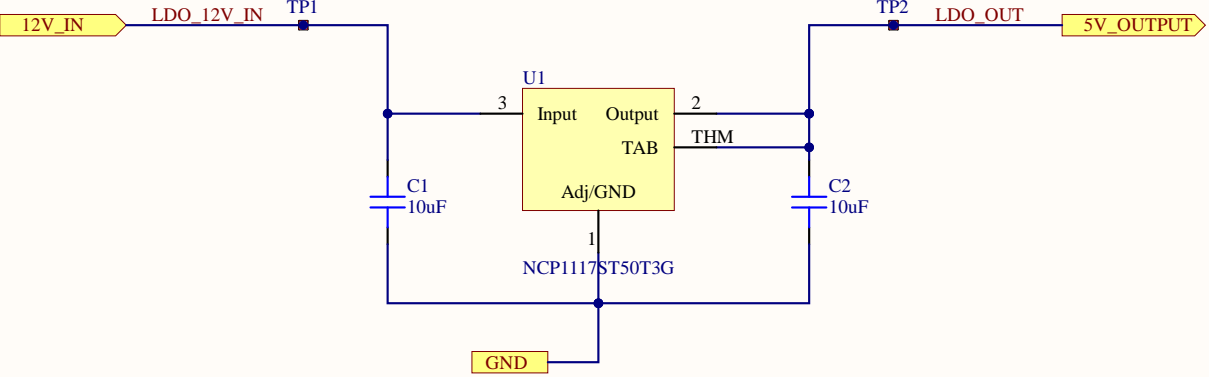 12V_IN
LDO_12V_IN
TP1
TP2
LDO_OUT
5V_OUTPUT
U1
3
Input
Output
2
TAB
THM
Adj/GND
C1
10uF
C2
10uF
1
NCP1117ST50T3G
GND